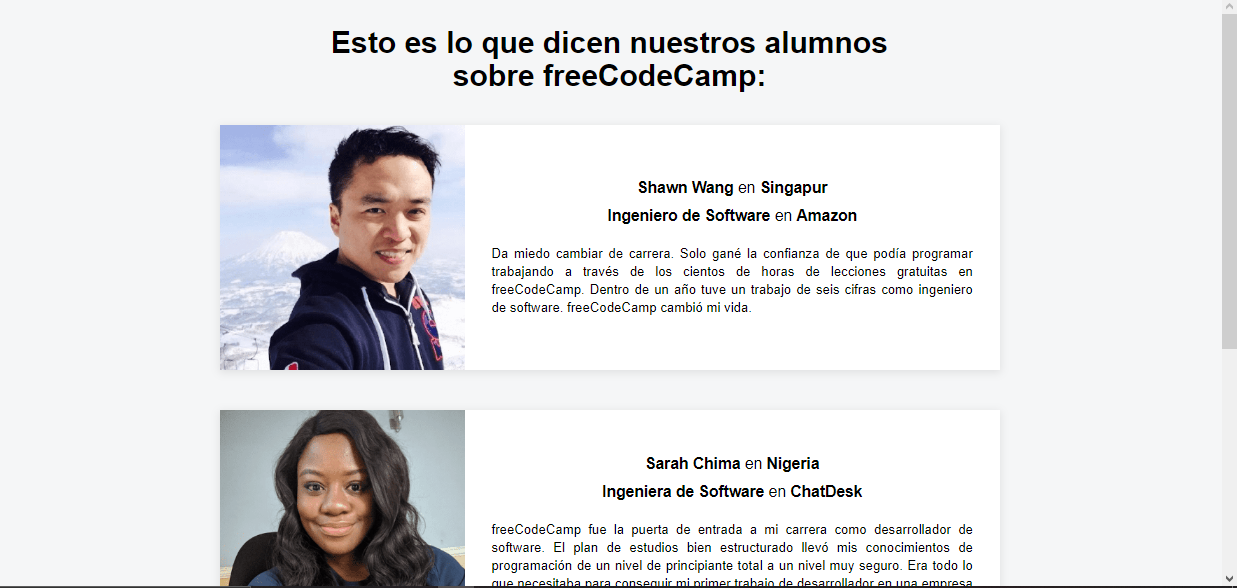 Esto es lo que dicen nuestros alumnos
sobre freeCodeCamp:
Shawn Wang en Singapur
Ingeniero de Software en Amazon
Da miedo cambiar de carrera. Solo gané la confianza de que podía programar
trabajando a través de los cientos de horas de lecciones gratuitas en
freeCodeCamp. Dentro de un año tuve un trabajo de seis cifras como ingeniero
de software. freeCodeCamp cambió mi vida.
Sarah Chima en Nigeria
Ingeniera de Software en ChatDesk
freeCodeCamp fue la puerta de entrada a mi carrera como desarrollador de
software. El plan de estudios bien estructurado llevó mis conocimientos de
programación de un nivel de principiante total a un nivel muy seguro. Era todo lo
que necesitaba para conseguir mi primer trabajo de desarrollador en una empresa